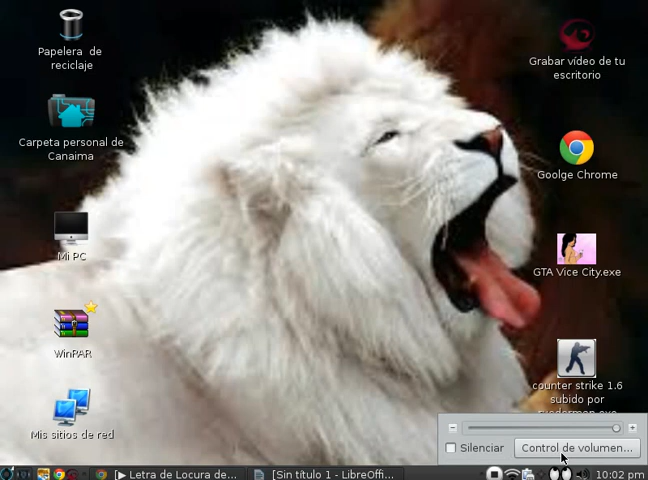 Papelera de
reciclaje
Carpeta personal de
Canaima
Mi PC
WinRAR
Mis sitios de red
Grabar vídeo de tu
escritorio
Goolge Chrome
GTA Vice City.exe
counter strike 1.6
subido por
Silenciar
Control de volumen...
[▶ Letra de Locura de...
[Sin título 1 - LibreOffi...
10:02 pm